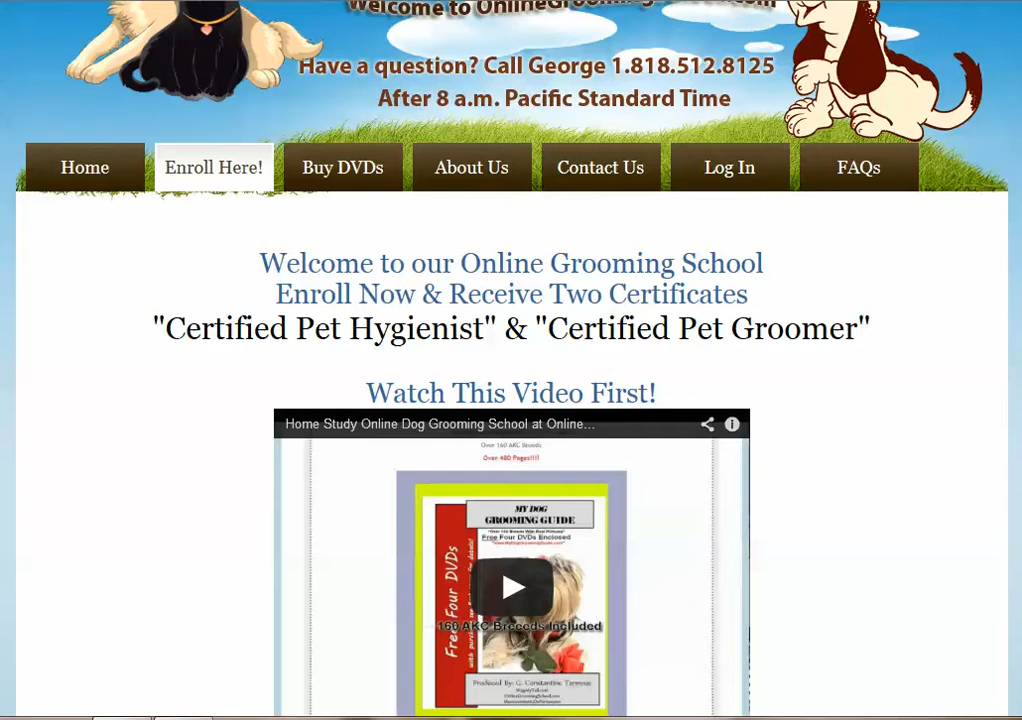 Welcome to
Have a question? Call George 1.818.512.8125
After 8 a.m. Pacific Standard Time
Home
Enroll Here!
Buy DVDs
About Us
Contact Us
Log In
FAQs
Welcome to our Online Grooming School
Enroll Now & Receive Two Certificates
"Certified Pet Hygienist" & "Certified Pet Groomer"
Watch This Video First!
Home Study Online Dog Grooming School at Online...
Over 160 AKC Breeds
Over 480 Pages!!!!
MY DOG
GROOMING GUIDE
Free Four DVDs Enclosed
Free Four DVDs
160 AKC Breeds Included
Produced By: G. Constantine